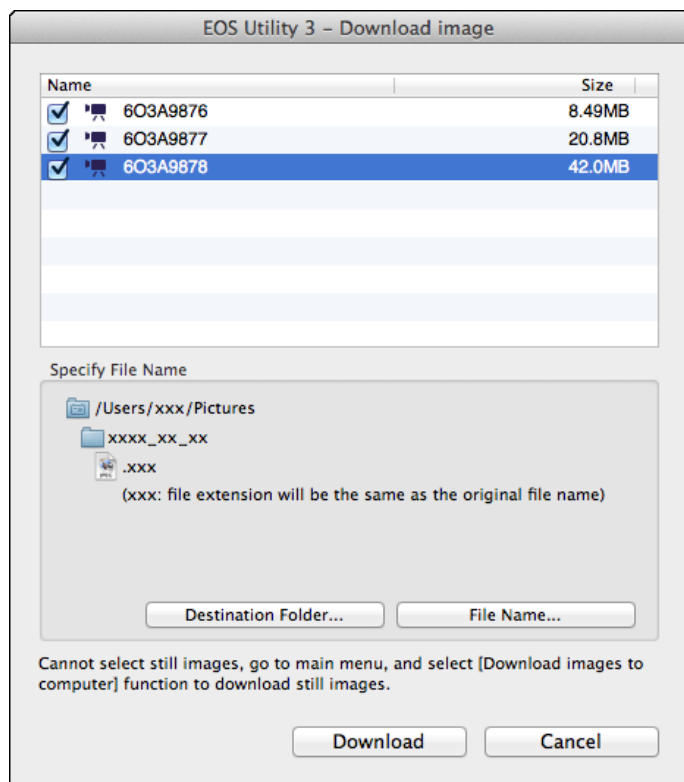 EOS Utility 3 – Download image
Name Size
6O3A9876 8.49MB
6O3A9877 20.8MB
6O3A9878 42.0MB
Specify File Name
/Users/xxx/Pictures
xxxx_xx_xx
.xxx
(xxx: file extension will be the same as the original file name)
Destination Folder... File Name...
Cannot select still images, go to main menu, and select [Download images to
computer] function to download still images.
Download Cancel